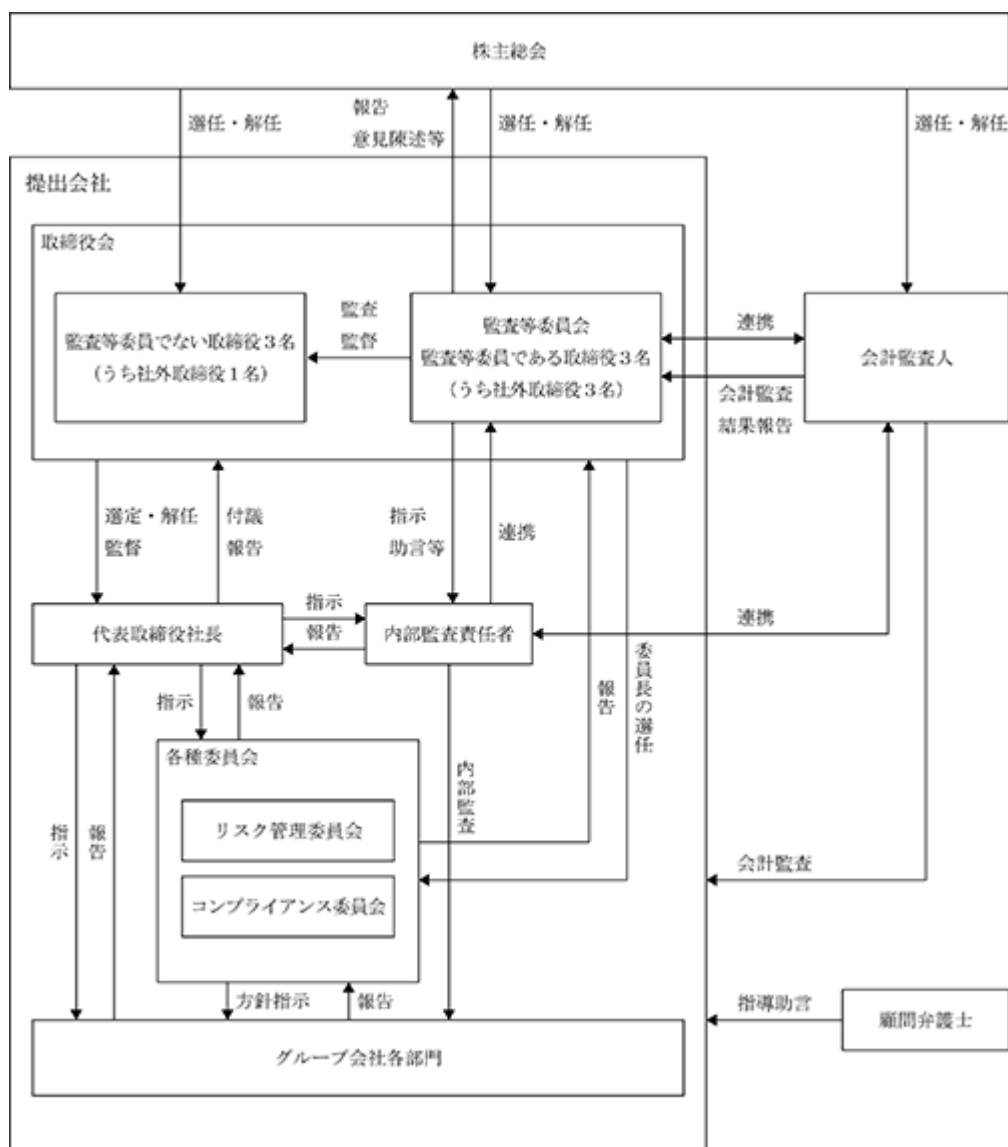 株主総会
選任・解任
報告
意見陳述等
選任・解任
選任・解任
提出会社
取締役会
監査等委員でない取締役3名
(うち社外取締役1名)
監査
監督
監査等委員会
監査等委員である取締役3名
(うち社外取締役3名)
連携
会計監査
結果報告
会計監査人
選定・解任
監督
付議
報告
指示
助言等
連携
代表取締役社長
指示
報告
内部監査責任者
連携
指示
報告
報告
委員長の選任
各種委員会
リスク管理委員会
コンプライアンス委員会
内部監査
指示
報告
会計監査
方針指示
報告
指導助言
顧問弁護士
グループ会社各部門